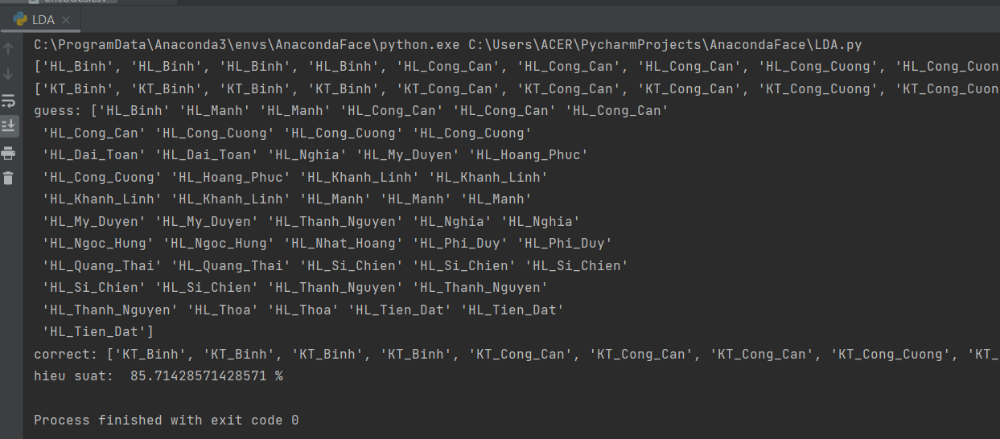 LDA
C:\ProgramData\Anaconda3\envs\AnacondaFace\python.exe C:\Users\ACER\PycharmProjects\AnacondaFace\LDA.py
['HL_Binh', 'HL_Binh', 'HL_Binh', 'HL_Binh', 'HL_Cong_Can', 'HL_Cong_Can', 'HL_Cong_Can', 'HL_Cong_Cuong', 'HL_Cong_Cuon
['KT_Binh', 'KT_Binh', 'KT_Binh', 'KT_Binh', 'KT_Cong_Can', 'KT_Cong_Can', 'KT_Cong_Can', 'KT_Cong_Cuong', 'KT_Cong_Cuon
guess: ['HL_Binh' 'HL_Manh' 'HL_Manh' 'HL_Cong_Can' 'HL_Cong_Can' 'HL_Cong_Can'
'HL_Cong_Can' 'HL_Cong_Cuong' 'HL_Cong_Cuong' 'HL_Cong_Cuong'
'HL_Dai_Toan' 'HL_Dai_Toan' 'HL_Nghia' 'HL_My_Duyen' 'HL_Hoang_Phuc'
'HL_Cong_Cuong' 'HL_Hoang_Phuc' 'HL_Khanh_Linh' 'HL_Khanh_Linh'
'HL_Khanh_Linh' 'HL_Khanh_Linh' 'HL_Manh' 'HL_Manh' 'HL_Manh'
'HL_My_Duyen' 'HL_My_Duyen' 'HL_Thanh_Nguyen' 'HL_Nghia' 'HL_Nghia'
'HL_Ngoc_Hung' 'HL_Ngoc_Hung' 'HL_Nhat_Hoang' 'HL_Phi_Duy' 'HL_Phi_Duy'
'HL_Quang_Thai' 'HL_Quang_Thai' 'HL_Si_Chien' 'HL_Si_Chien' 'HL_Si_Chien'
'HL_Si_Chien' 'HL_Si_Chien' 'HL_Thanh_Nguyen' 'HL_Thanh_Nguyen'
'HL_Thanh_Nguyen' 'HL_Thoa' 'HL_Thoa' 'HL_Tien_Dat' 'HL_Tien_Dat'
'HL_Tien_Dat']
correct: ['KT_Binh', 'KT_Binh', 'KT_Binh', 'KT_Binh', 'KT_Cong_Can', 'KT_Cong_Can', 'KT_Cong_Can', 'KT_Cong_Cuong', 'KT_
hieu suat:  85.71428571428571 %
Process finished with exit code 0